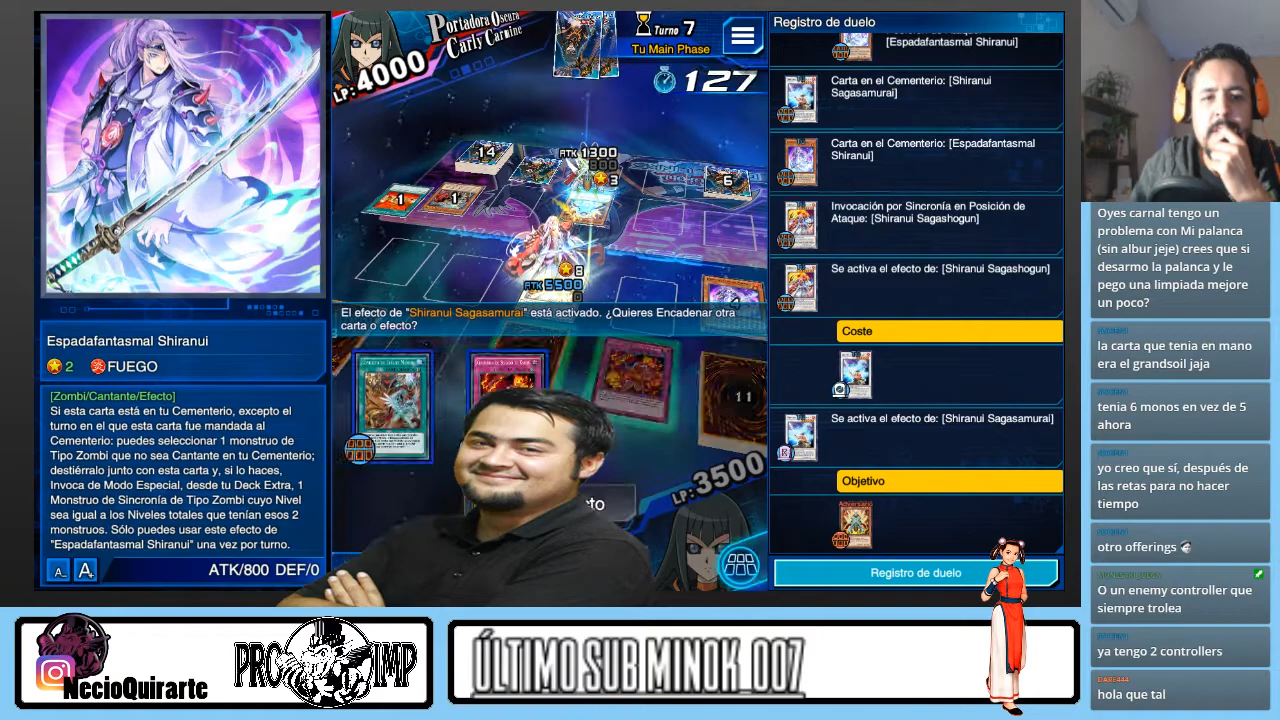 Espadafantasmal Shiranui
2
FUEGO
[Zombi/Cantante/Efecto]
Si esta carta está en tu Cementerio, excepto el
turno en el que esta carta fue mandada al
Cementerio: puedes seleccionar 1 monstruo de
Tipo Zombi que no sea Cantante en tu Cementerio;
destiérralo junto con esta carta y, si lo haces,
Invoca de Modo Especial, desde tu Deck Extra, 1
Monstruo de Sincronía de Tipo Zombi cuyo Nivel
sea igual a los Niveles totales que tenían esos 2
monstruos. Sólo puedes usar este efecto de
"Espadafantasmal Shiranui" una vez por turno.
A- A+
ATK/800 DEF/0
Portadora Oscura
Carly Carmine
LP: 4000
Turno 7
Tu Main Phase
127
14
ATK 1300
800
3
6
1
1
8
ATK 5500
0
El efecto de "Shiranui Sagasamurai" está activado. ¿Quieres Encadenar otra
carta o efecto?
11
LP: 3500
to
Registro de duelo
[Espadafantasmal Shiranui]
Carta en el Cementerio: [Shiranui
Sagasamurai]
Carta en el Cementerio: [Espadafantasmal
Shiranui]
Invocación por Sincronía en Posición de
Ataque: [Shiranui Sagashogun]
Se activa el efecto de: [Shiranui Sagashogun]
Coste
Se activa el efecto de: [Shiranui Sagasamurai]
Objetivo
Registro de duelo
Oyes carnal tengo un
problema con Mi palanca
(sin albur jeje) crees que si
desarmo la palanca y le
pego una limpiada mejore
un poco?
la carta que tenia en mano
era el grandsoil jaja
tenia 6 monos en vez de 5
ahora
yo creo que sí, después de
las retas para no hacer
tiempo
otro offerings
O un enemy controller que
siempre trolea
ya tengo 2 controllers
hola que tal
NecioQuirarte
PRO IMP
ÚLTIMO SUB MINOK_007